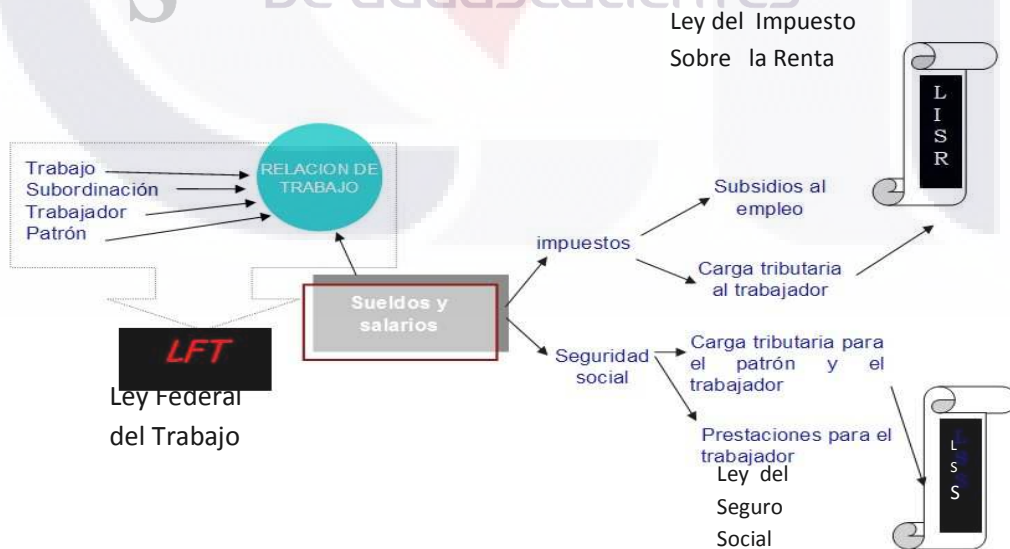 S
De aguascalientes
Ley del Impuesto
Sobre la Renta
L
I
S
R
Trabajo
Subordinación
Trabajador
Patrón
RELACION DE
TRABAJO
Subsidios al
empleo
impuestos
Carga tributaria
al trabajador
Sueldos y
salarios
LFT
Ley Federal
del Trabajo
Seguridad
social
Carga tributaria para
el patrón y el
trabajador
Prestaciones para el
trabajador
Ley del
Seguro
Social
L
S
S